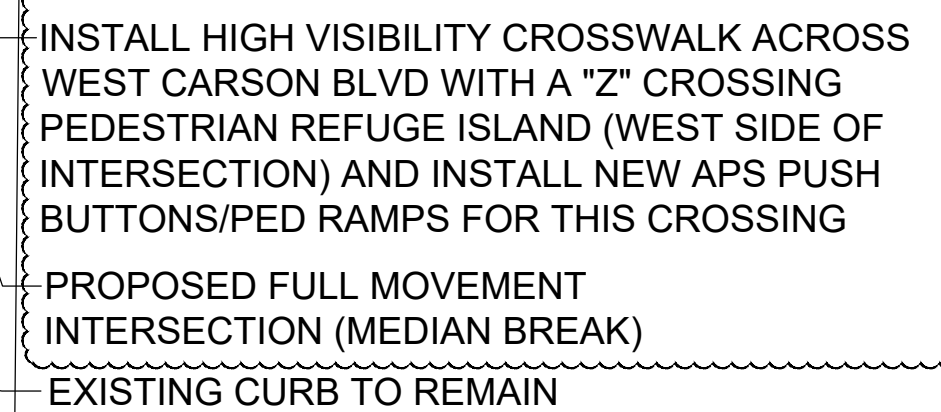 INSTALL HIGH VISIBILITY CROSSWALK ACROSS
WEST CARSON BLVD WITH A "Z" CROSSING
PEDESTRIAN REFUGE ISLAND (WEST SIDE OF
INTERSECTION) AND INSTALL NEW APS PUSH
BUTTONS/PED RAMPS FOR THIS CROSSING
PROPOSED FULL MOVEMENT
INTERSECTION (MEDIAN BREAK)
EXISTING CURB TO REMAIN